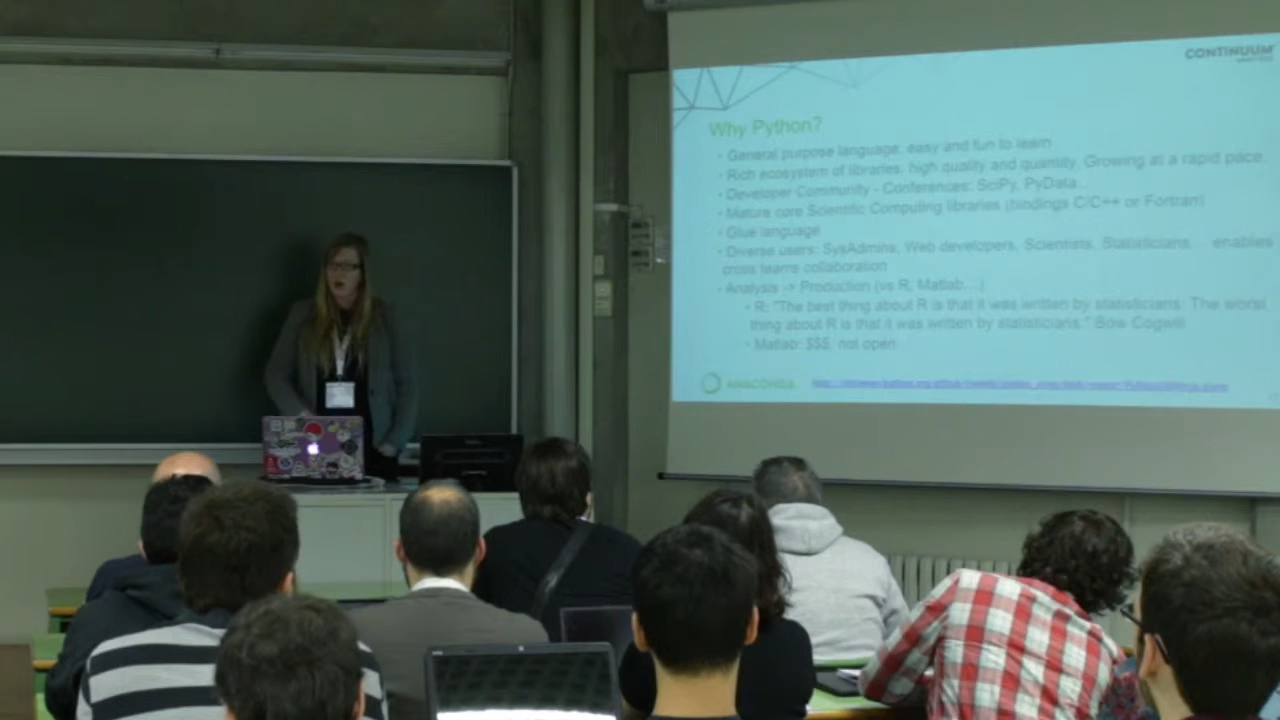 CONTINUUM
Why Python?
- General purpose language, easy and fun to learn
- Rich ecosystem of libraries, high quality and quantity. Growing at a rapid pace.
- Developer Community - Conferences: SciPy, PyData...
- Mature core Scientific Computing libraries (bindings C/C++ or Fortran)
- Glue language
- Diverse users: SysAdmins, Web developers, Scientists, Statisticians... enables
cross teams collaboration
- Analysis -> Production (vs R, Matlab...)
- R: "The best thing about R is that it was written by statisticians. The worst
thing about R is that it was written by statisticians." Bow Cogwill
- Matlab: $$$, not open
ANACONDA